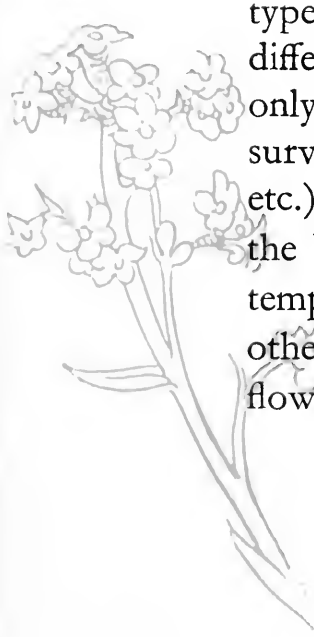 type
diffe
only
surv
etc.)
the
temp
othe
flow